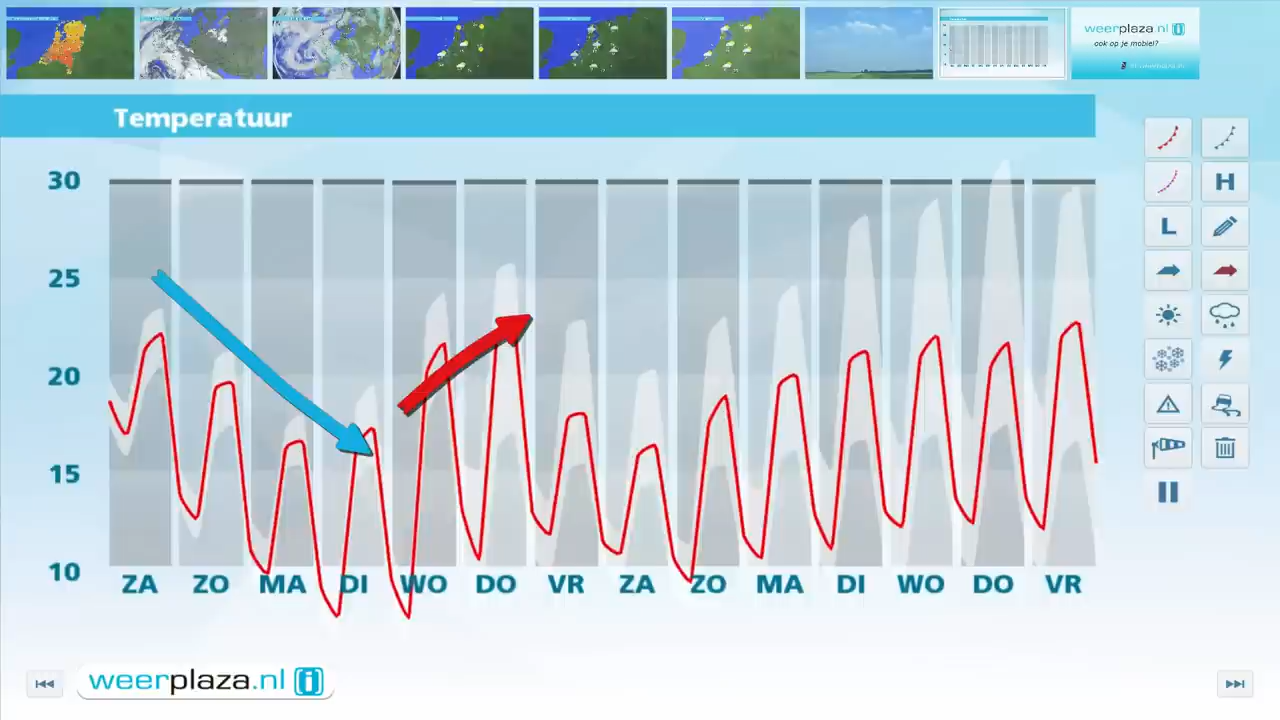 weerplaza.nl
ook op je mobiel?
Temperatuur
30
25
20
15
10
H
L
ZA ZO MA DI WO DO VR ZA ZO MA DI WO DO VR
weerplaza.nl